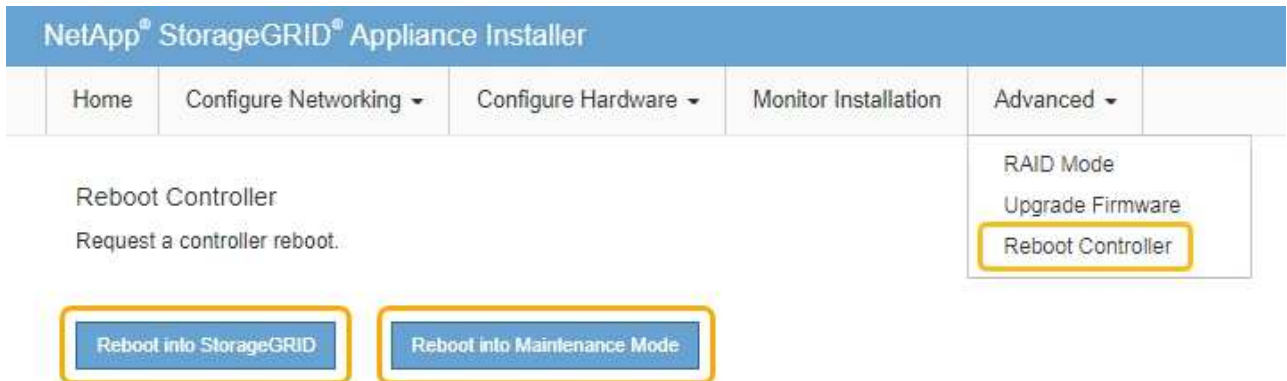 NetApp® StorageGRID® Appliance Installer
Home Configure Networking Configure Hardware Monitor Installation Advanced
RAID Mode
Upgrade Firmware
Reboot Controller
Reboot Controller
Request a controller reboot.
Reboot into StorageGRID Reboot into Maintenance Mode